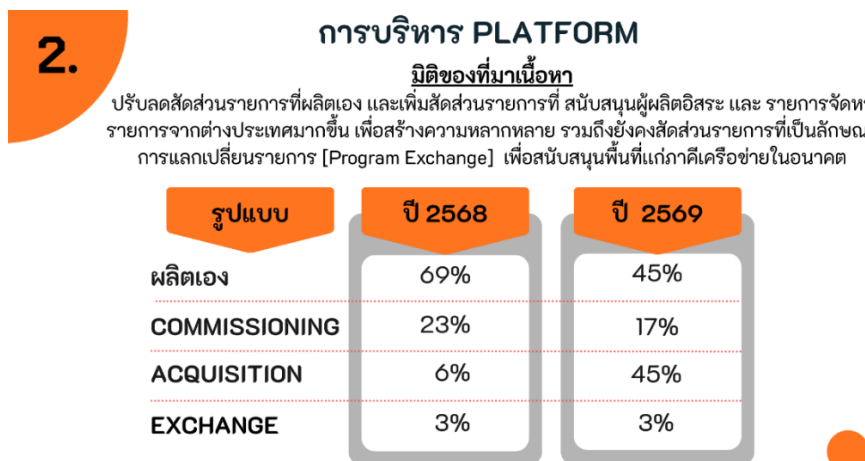 2.
การบริหาร PLATFORM
มิติของที่มาเนื้อหา
ปรับลดสัดส่วนรายการที่ผลิตเอง และเพิ่มสัดส่วนรายการที่ สนับสนุนผู้ผลิตอิสระ และ รายการจัดห
รายการจากต่างประเทศมากขึ้น เพื่อสร้างความหลากหลาย รวมถึงยังคงสัดส่วนรายการที่เป็นลักษณ
การแลกเปลี่ยนรายการ [Program Exchange] เพื่อสนับสนุนพื้นที่แก่ภาคีเครือข่ายในอนาคต
รูปแบบ ปี 2568 ปี 2569
ผลิตเอง 69% 45%
COMMISSIONING 23% 17%
ACQUISITION 6% 45%
EXCHANGE 3% 3%